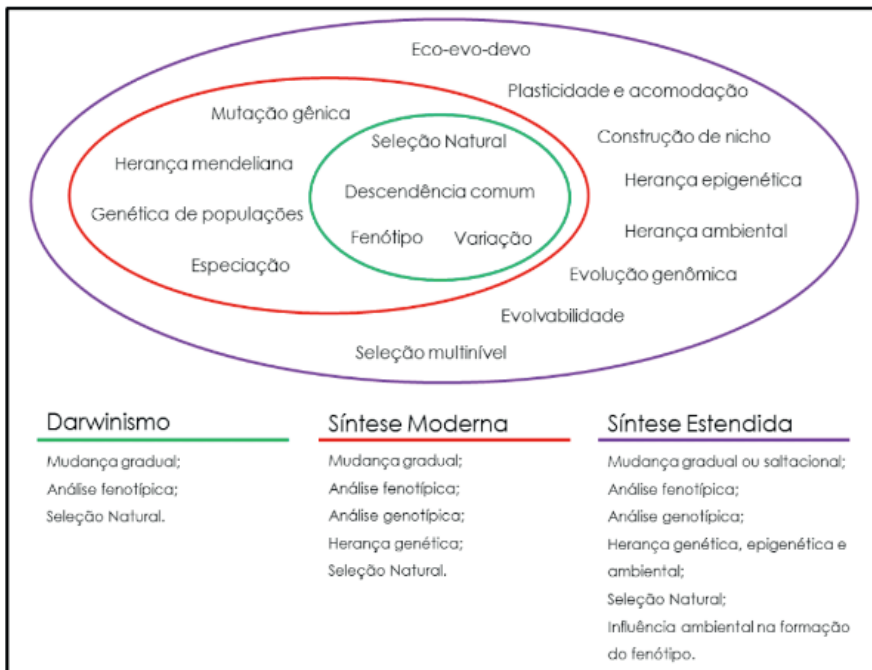 Eco-evo-devo
Plasticidade e acomodação
Mutação gênica
Seleção Natural
Construção de nicho
Herança mendeliana
Herança epigenética
Descendência comum
Genética de populações
Herança ambiental
Fenótipo
Variação
Especiação
Evolução genômica
Evolvabilidade
Seleção multinível
Darwinismo
Mudança gradual;
Análise fenotípica;
Seleção Natural.
Síntese Moderna
Mudança gradual;
Análise fenotípica;
Análise genotípica;
Herança genética;
Seleção Natural.
Síntese Estendida
Mudança gradual ou saltacional;
Análise fenotípica;
Análise genotípica;
Herança genética, epigenética e
ambiental;
Seleção Natural;
Influência ambiental na formação
do fenótipo.